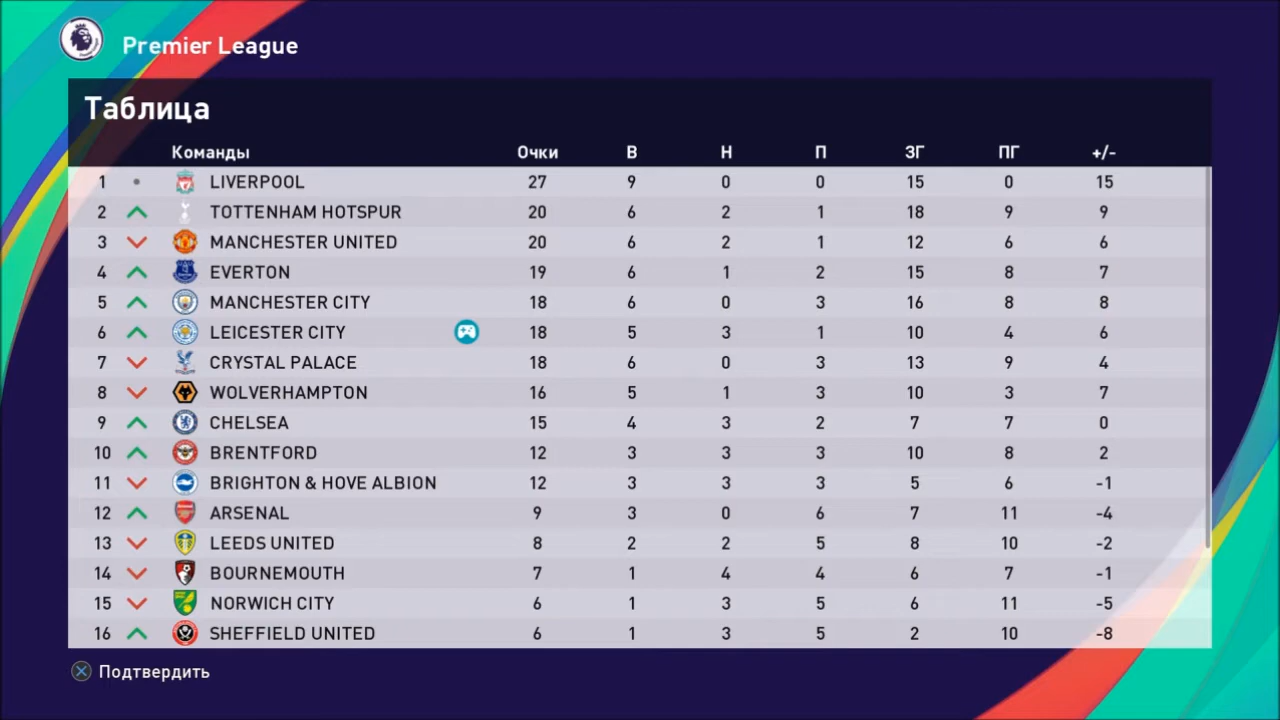 Premier League
Таблица
Команды Очки В Н П ЗГ ПГ +/-
1 LIVERPOOL 27 9 0 0 15 0 15
2 TOTTENHAM HOTSPUR 20 6 2 1 18 9 9
3 MANCHESTER UNITED 20 6 2 1 12 6 6
4 EVERTON 19 6 1 2 15 8 7
5 MANCHESTER CITY 18 6 0 3 16 8 8
6 LEICESTER CITY 18 5 3 1 10 4 6
7 CRYSTAL PALACE 18 6 0 3 13 9 4
8 WOLVERHAMPTON 16 5 1 3 10 3 7
9 CHELSEA 15 4 3 2 7 7 0
10 BRENTFORD 12 3 3 3 10 8 2
11 BRIGHTON & HOVE ALBION 12 3 3 3 5 6 -1
12 ARSENAL 9 3 0 6 7 11 -4
13 LEEDS UNITED 8 2 2 5 8 10 -2
14 BOURNEMOUTH 7 1 4 4 6 7 -1
15 NORWICH CITY 6 1 3 5 6 11 -5
16 SHEFFIELD UNITED 6 1 3 5 2 10 -8
Подтвердить